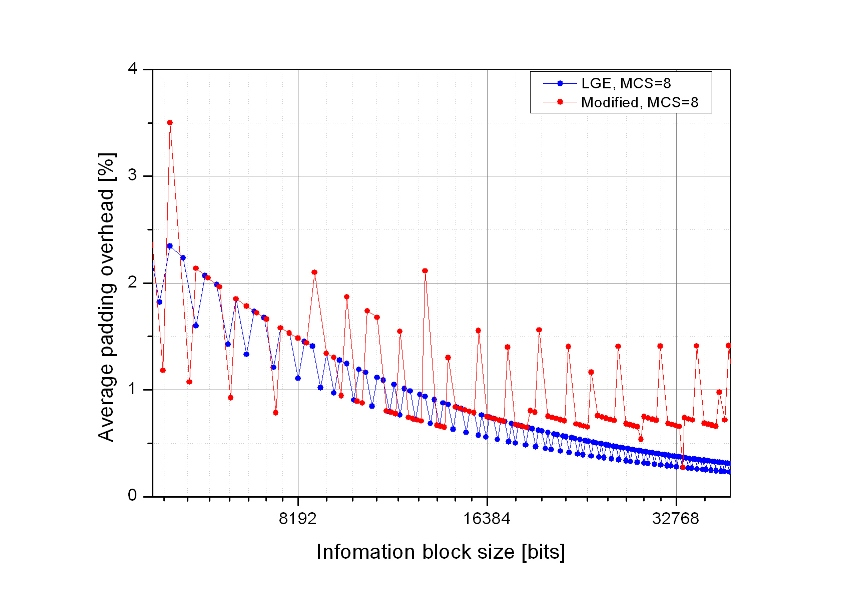 4
3
2
1
0
Average padding overhead [%]
LGE, MCS=8
Modified, MCS=8
8192
16384
32768
Infomation block size [bits]